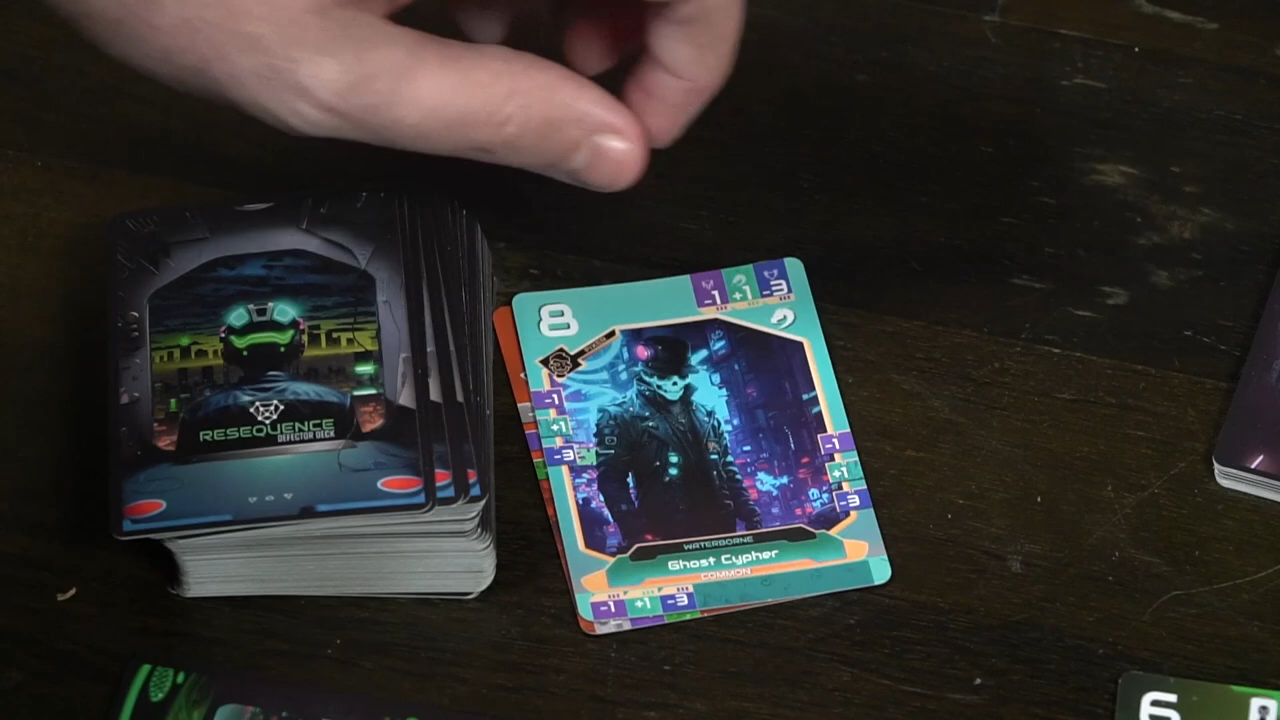 RESEQUENCE
DEFECTOR DECK
8
-1 +1 -3
FIXER
-1
+1
-3
-1
+1
-3
WATERBORNE
Ghost Cypher
COMMON
-1 +1 -3
6